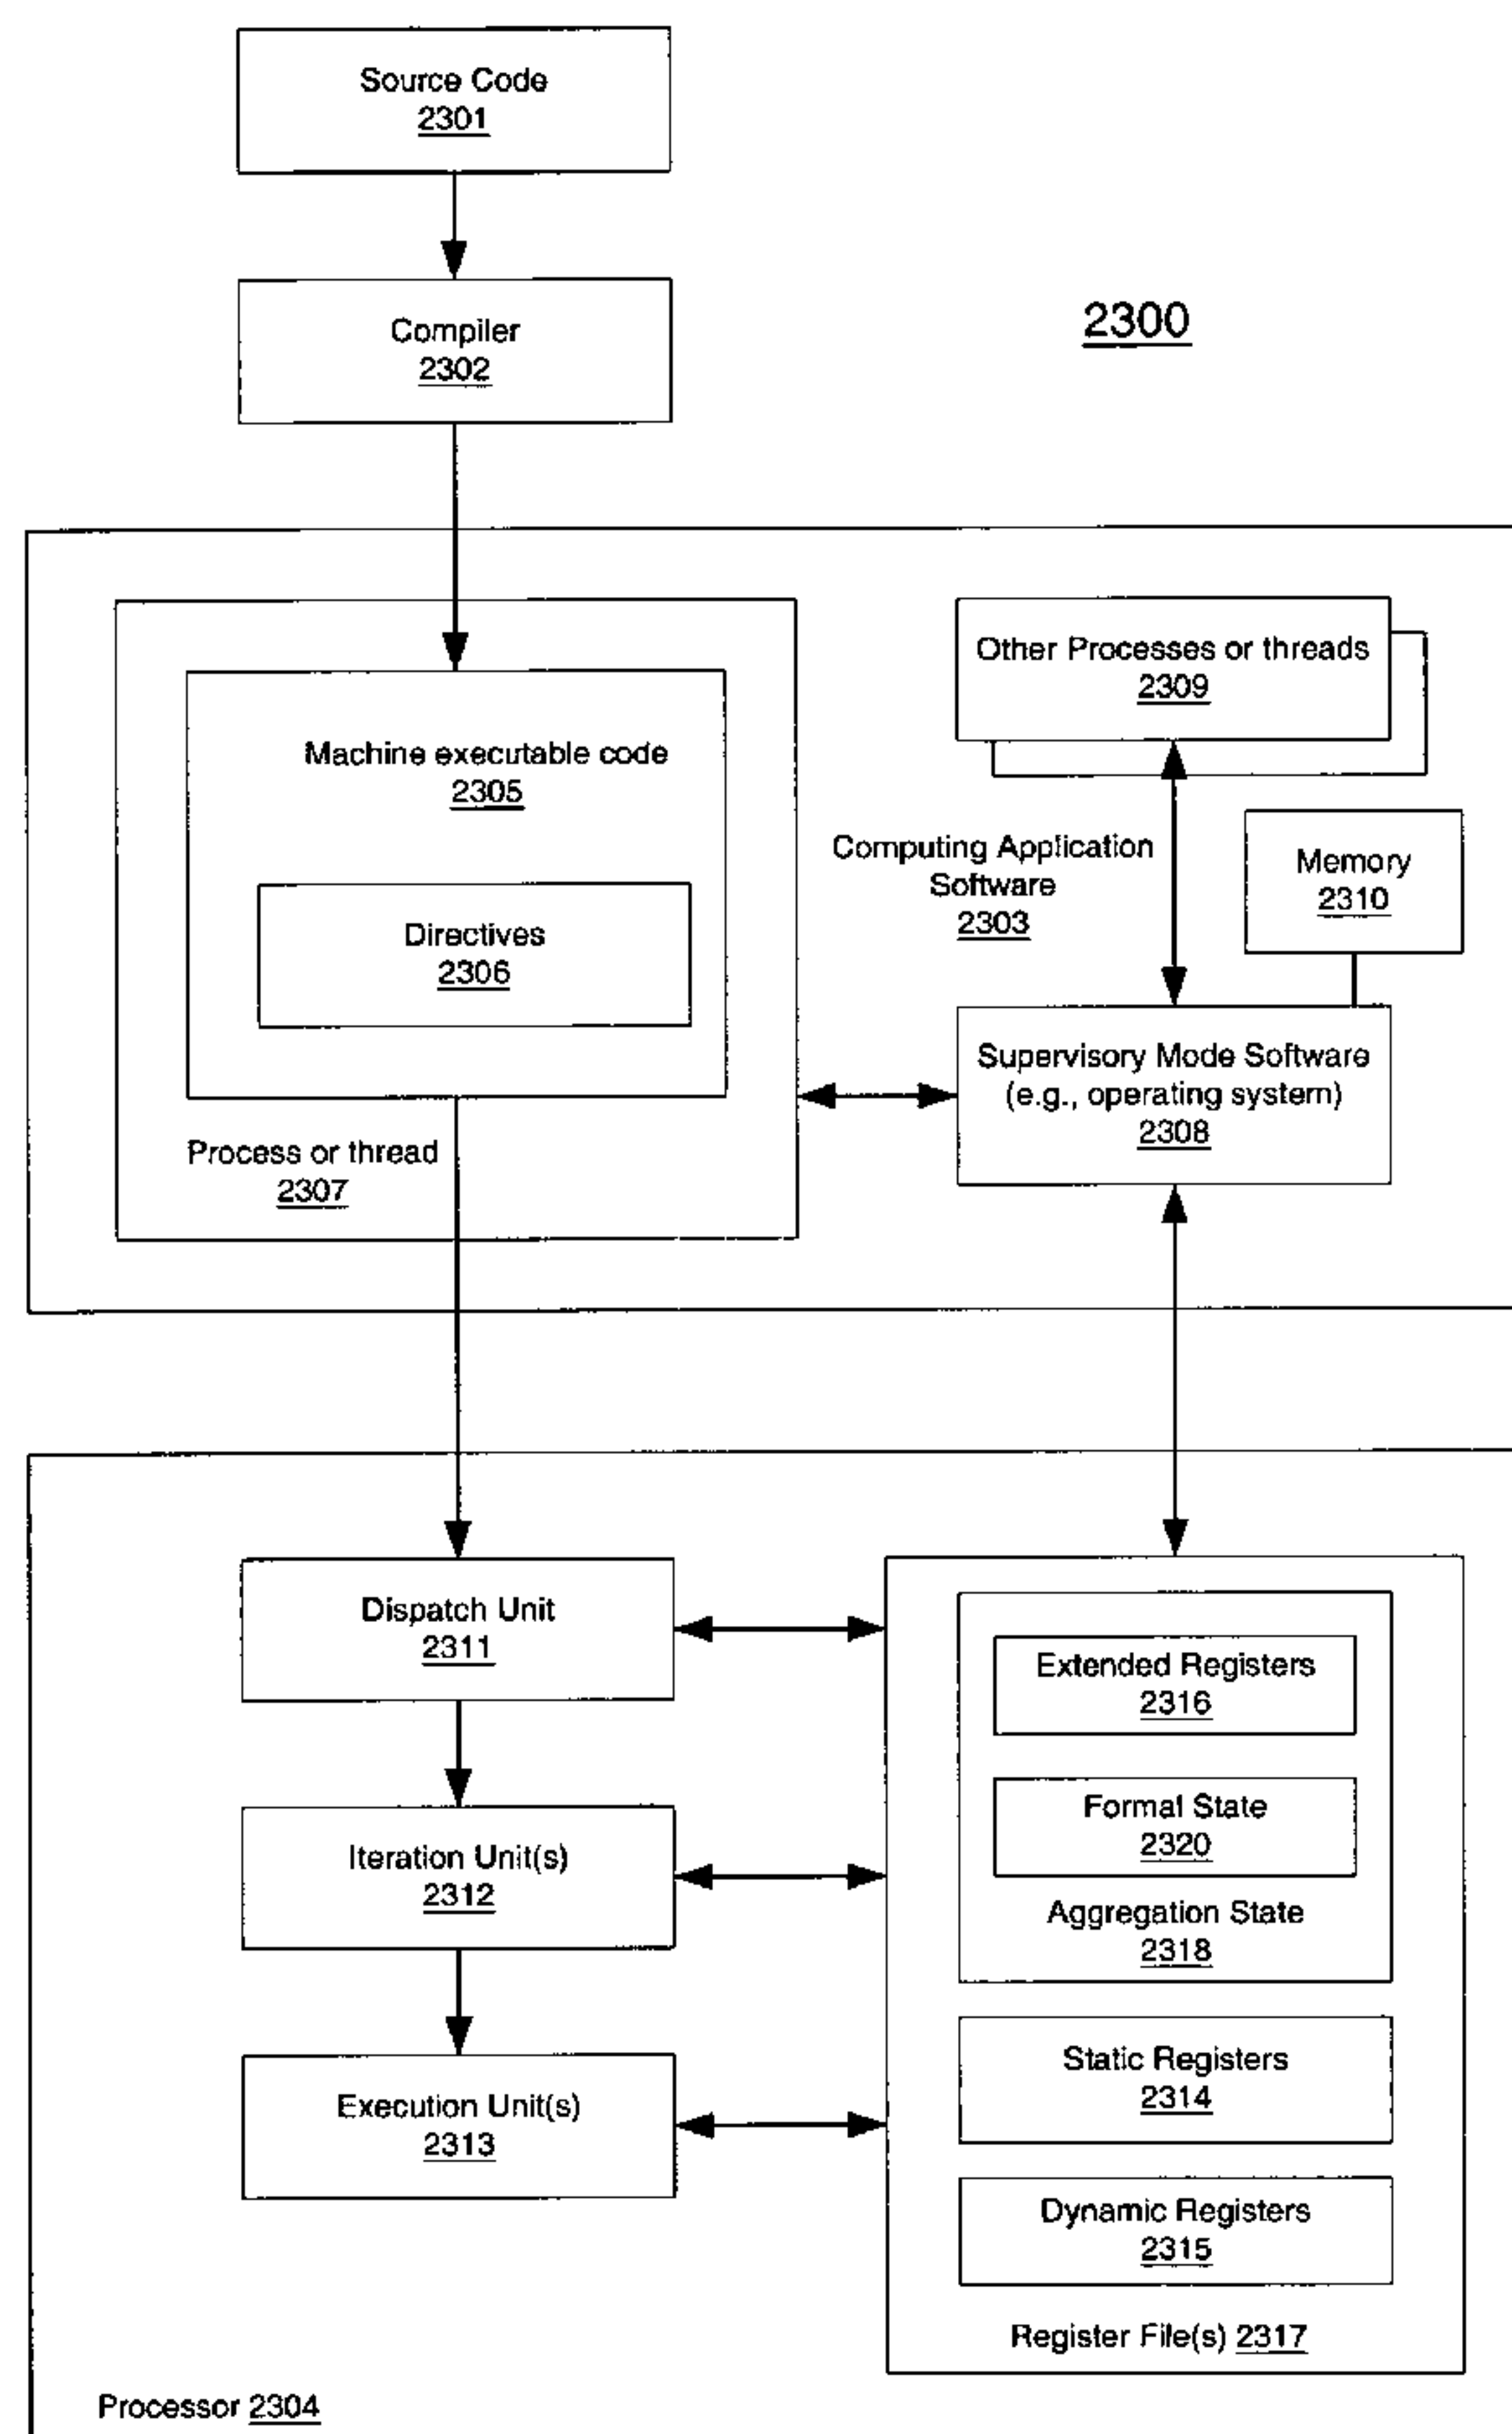 Source Code
2301
Compiler
2302
2300
Other Processes or threads
2309
Machine executable code
2305
Computing Application
Software
2303
Memory
2310
Directives
2306
Supervisory Mode Software
(e.g., operating system)
2308
Process or thread
2307
Dispatch Unit
2311
Extended Registers
2316
Formal State
2320
Iteration Unit(s)
2312
Aggregation State
2318
Static Registers
2314
Execution Unit(s)
2313
Dynamic Registers
2315
Register File(s) 2317
Processor 2304